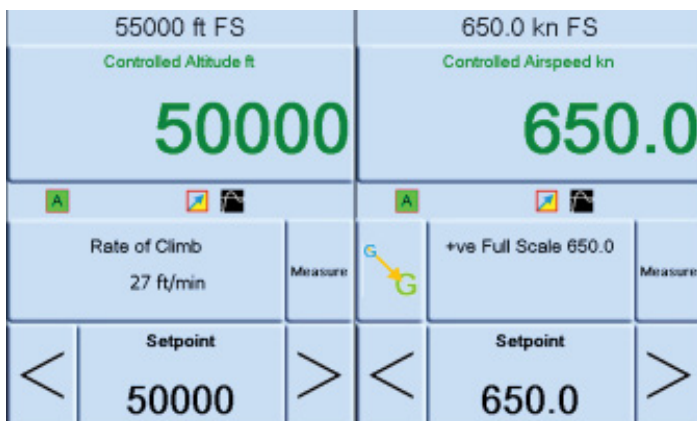 55000 ft FS
Controlled Altitude ft
50000
A
Rate of Climb
27 ft/min
Measure
<
Setpoint
50000
>
650.0 kn FS
Controlled Airspeed kn
650.0
A
G
G
+ve Full Scale 650.0
Measure
<
Setpoint
650.0
>